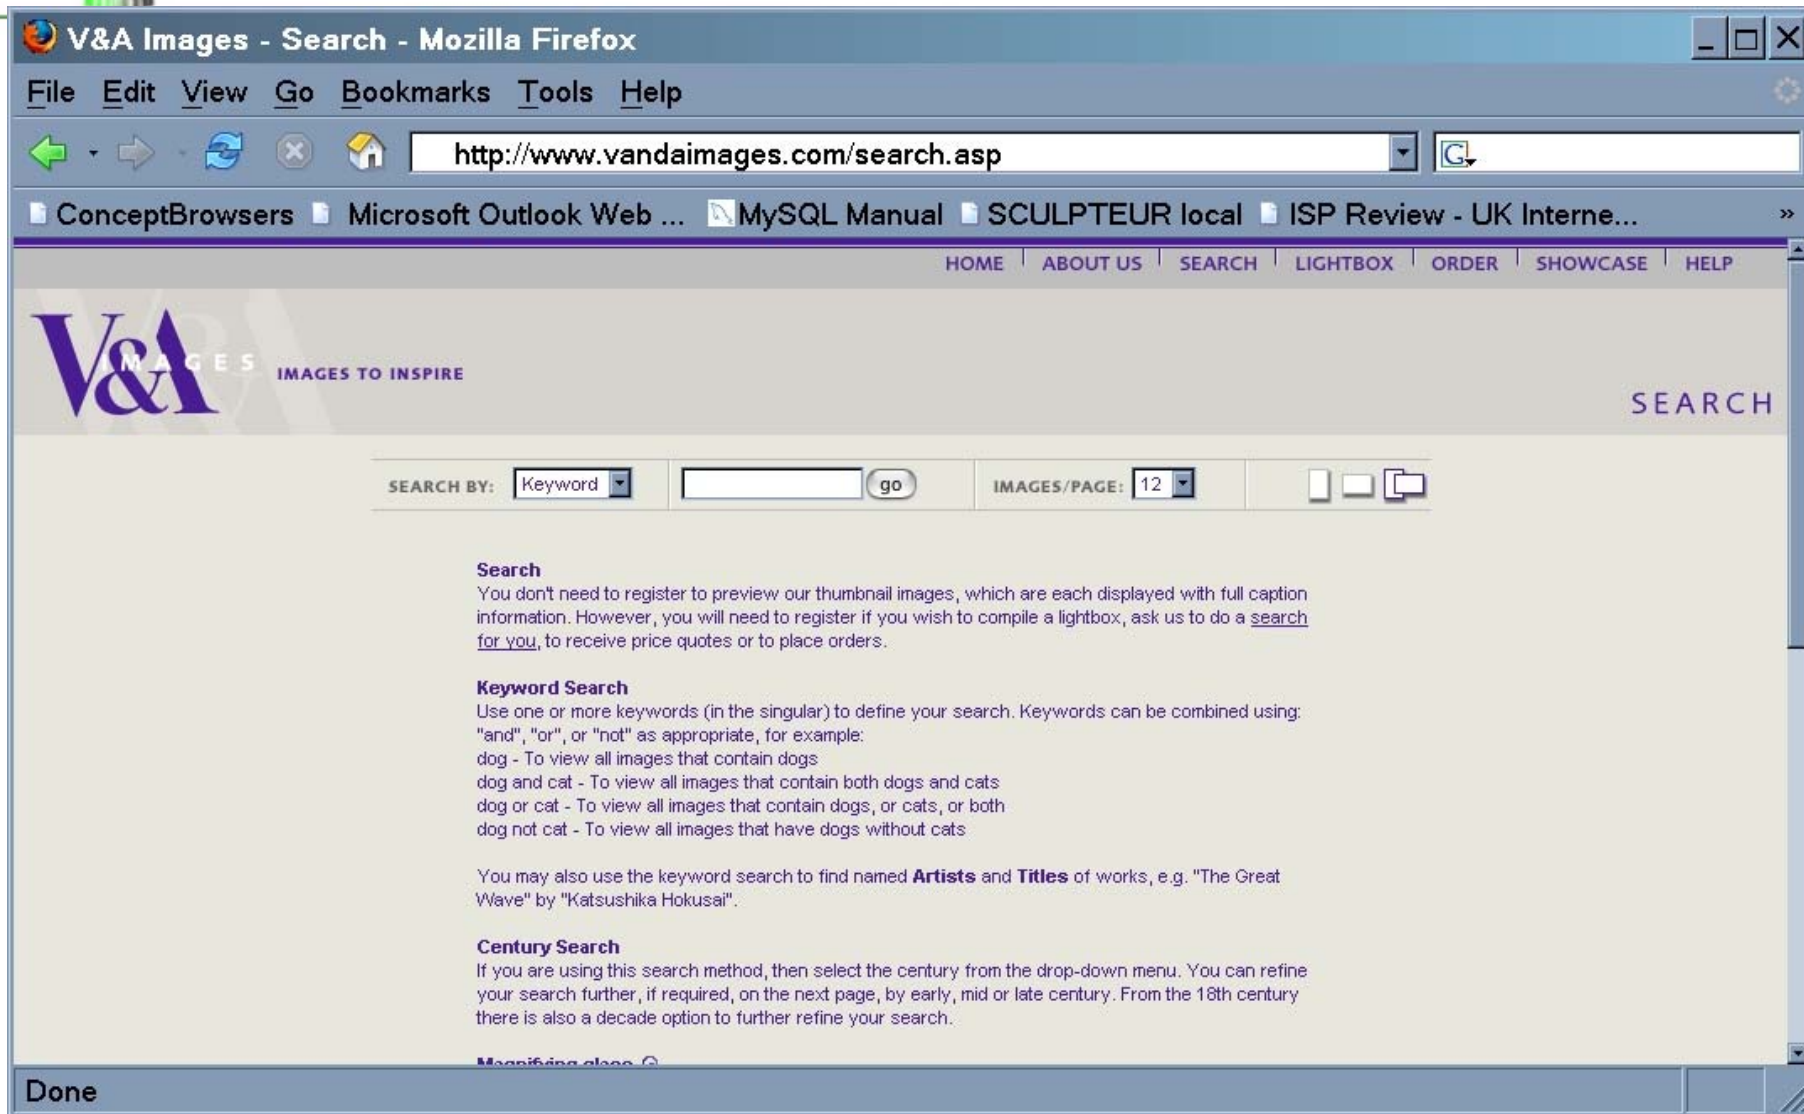 V&A Images - Search - Mozilla Firefox
File Edit View Go Bookmarks Tools Help
http://www.vandaimages.com/search.asp
G
ConceptBrowsers Microsoft Outlook Web ... MySQL Manual SCULPTEUR local ISP Review - UK Interne... »
HOME ABOUT US SEARCH LIGHTBOX ORDER SHOWCASE HELP
V&A IMAGES IMAGES TO INSPIRE
SEARCH
SEARCH BY: Keyword go IMAGES/PAGE: 12
Search
You don't need to register to preview our thumbnail images, which are each displayed with full caption
information. However, you will need to register if you wish to compile a lightbox, ask us to do a search
for you, to receive price quotes or to place orders.
Keyword Search
Use one or more keywords (in the singular) to define your search. Keywords can be combined using:
"and", "or", or "not" as appropriate, for example:
dog - To view all images that contain dogs
dog and cat - To view all images that contain both dogs and cats
dog or cat - To view all images that contain dogs, or cats, or both
dog not cat - To view all images that have dogs without cats
You may also use the keyword search to find named Artists and Titles of works, e.g. "The Great
Wave" by "Katsushika Hokusai".
Century Search
If you are using this search method, then select the century from the drop-down menu. You can refine
your search further, if required, on the next page, by early, mid or late century. From the 18th century
there is also a decade option to further refine your search.
Magnifying glass
Done